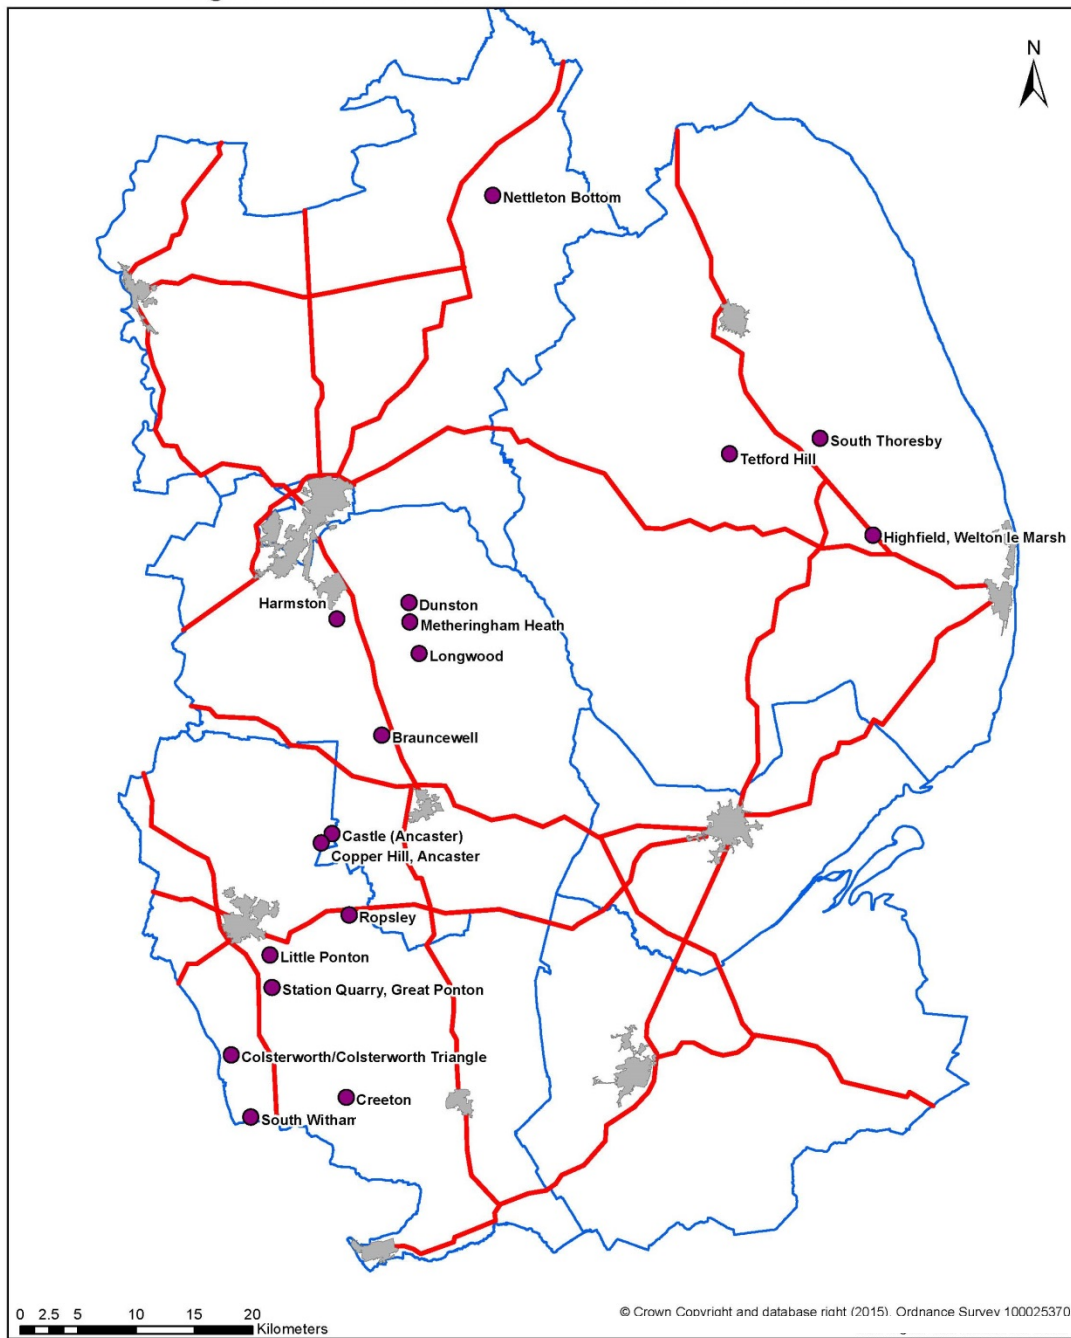 N
Nettleton Bottom
South Thoresby
Tetford Hill
Highfield, Welton le Marsh
Harmston
Dunston
Metheringham Heath
Longwood
Brauncewell
Castle (Ancaster)
Copper Hill, Ancaster
Ropsley
Little Ponton
Station Quarry, Great Ponton
Colsterworth/Colsterworth Triangle
Creeton
South Witham
0 2.5 5 10 15 20
Kilometers
© Crown Copyright and database right (2015). Ordnance Survey 100025370